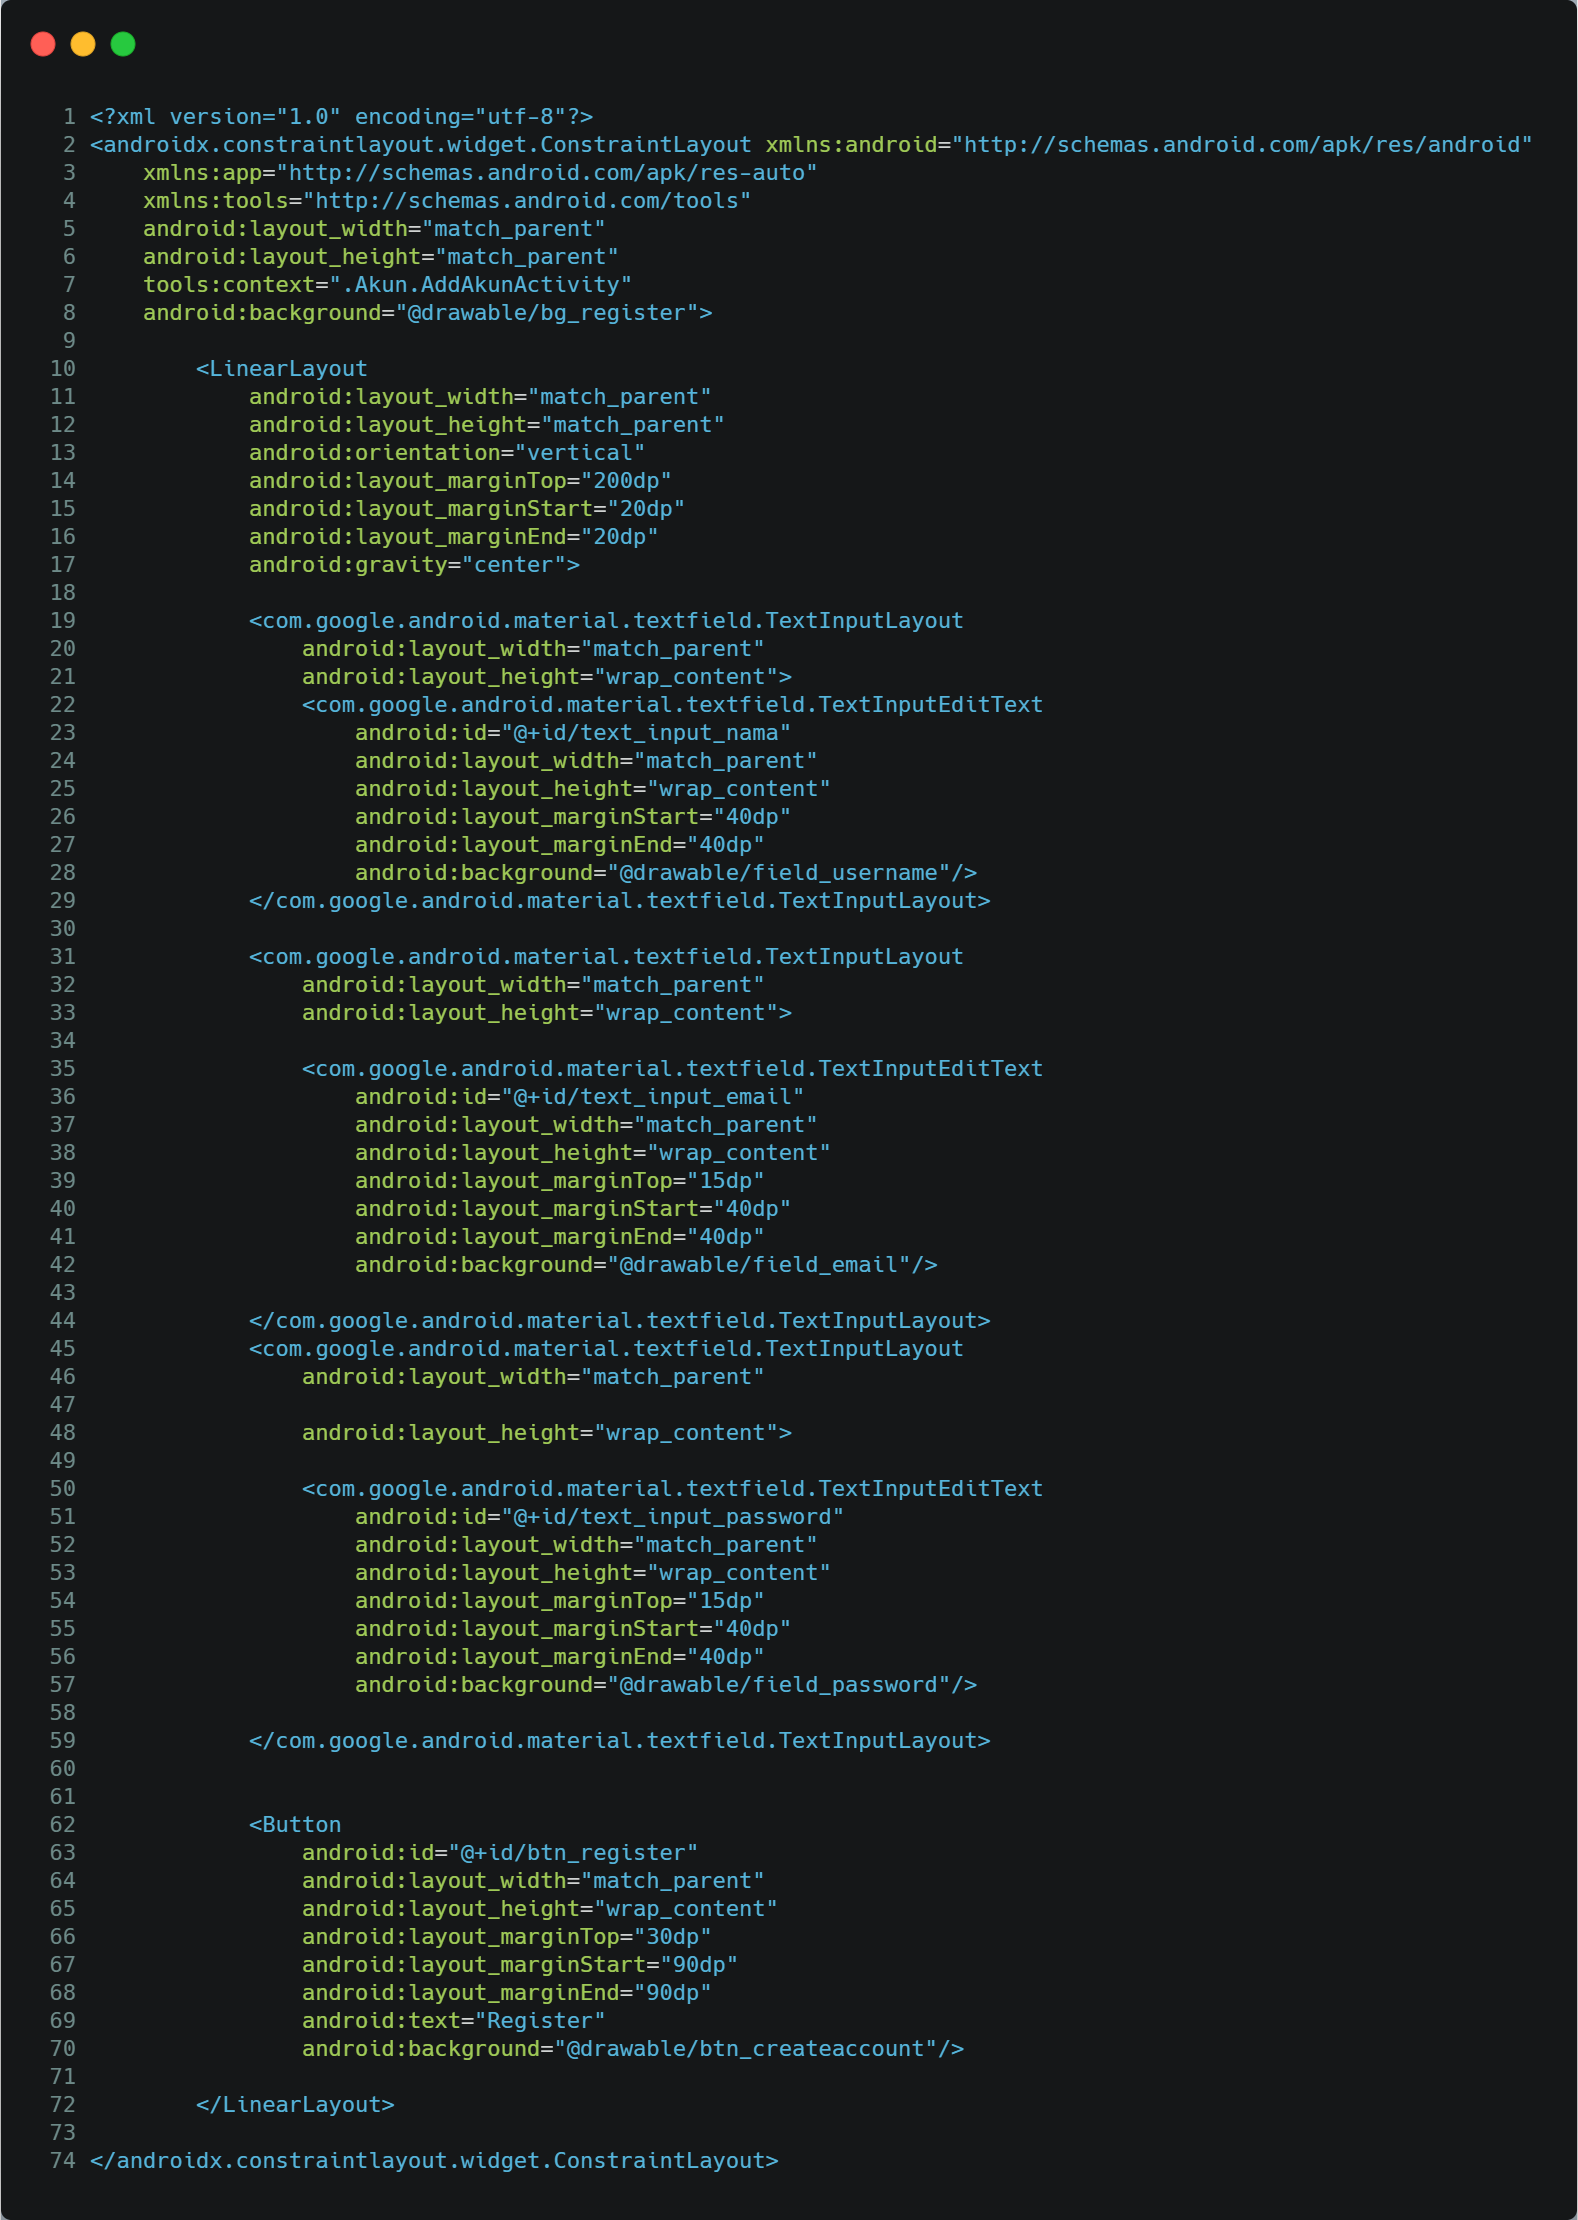 1 <?xml version="1.0" encoding="utf-8"?>
2 <androidx.constraintlayout.widget.ConstraintLayout xmlns:android="http://schemas.android.com/apk/res/android"
3     xmlns:app="http://schemas.android.com/apk/res-auto"
4     xmlns:tools="http://schemas.android.com/tools"
5     android:layout_width="match_parent"
6     android:layout_height="match_parent"
7     tools:context=".Akun.AddAkunActivity"
8     android:background="@drawable/bg_register">
9
10         <LinearLayout
11             android:layout_width="match_parent"
12             android:layout_height="match_parent"
13             android:orientation="vertical"
14             android:layout_marginTop="200dp"
15             android:layout_marginStart="20dp"
16             android:layout_marginEnd="20dp"
17             android:gravity="center">
18
19             <com.google.android.material.textfield.TextInputLayout
20                 android:layout_width="match_parent"
21                 android:layout_height="wrap_content">
22                 <com.google.android.material.textfield.TextInputEditText
23                     android:id="@+id/text_input_nama"
24                     android:layout_width="match_parent"
25                     android:layout_height="wrap_content"
26                     android:layout_marginStart="40dp"
27                     android:layout_marginEnd="40dp"
28                     android:background="@drawable/field_username"/>
29             </com.google.android.material.textfield.TextInputLayout>
30
31             <com.google.android.material.textfield.TextInputLayout
32                 android:layout_width="match_parent"
33                 android:layout_height="wrap_content">
34
35                 <com.google.android.material.textfield.TextInputEditText
36                     android:id="@+id/text_input_email"
37                     android:layout_width="match_parent"
38                     android:layout_height="wrap_content"
39                     android:layout_marginTop="15dp"
40                     android:layout_marginStart="40dp"
41                     android:layout_marginEnd="40dp"
42                     android:background="@drawable/field_email"/>
43
44             </com.google.android.material.textfield.TextInputLayout>
45             <com.google.android.material.textfield.TextInputLayout
46                 android:layout_width="match_parent"
47
48                 android:layout_height="wrap_content">
49
50                 <com.google.android.material.textfield.TextInputEditText
51                     android:id="@+id/text_input_password"
52                     android:layout_width="match_parent"
53                     android:layout_height="wrap_content"
54                     android:layout_marginTop="15dp"
55                     android:layout_marginStart="40dp"
56                     android:layout_marginEnd="40dp"
57                     android:background="@drawable/field_password"/>
58
59             </com.google.android.material.textfield.TextInputLayout>
60
61
62             <Button
63                 android:id="@+id/btn_register"
64                 android:layout_width="match_parent"
65                 android:layout_height="wrap_content"
66                 android:layout_marginTop="30dp"
67                 android:layout_marginStart="90dp"
68                 android:layout_marginEnd="90dp"
69                 android:text="Register"
70                 android:background="@drawable/btn_createaccount"/>
71
72         </LinearLayout>
73
74 </androidx.constraintlayout.widget.ConstraintLayout>